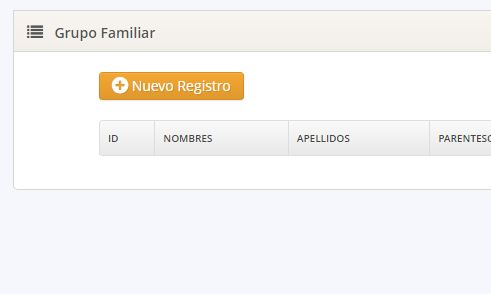 Grupo Familiar
Nuevo Registro
ID NOMBRES APELLIDOS